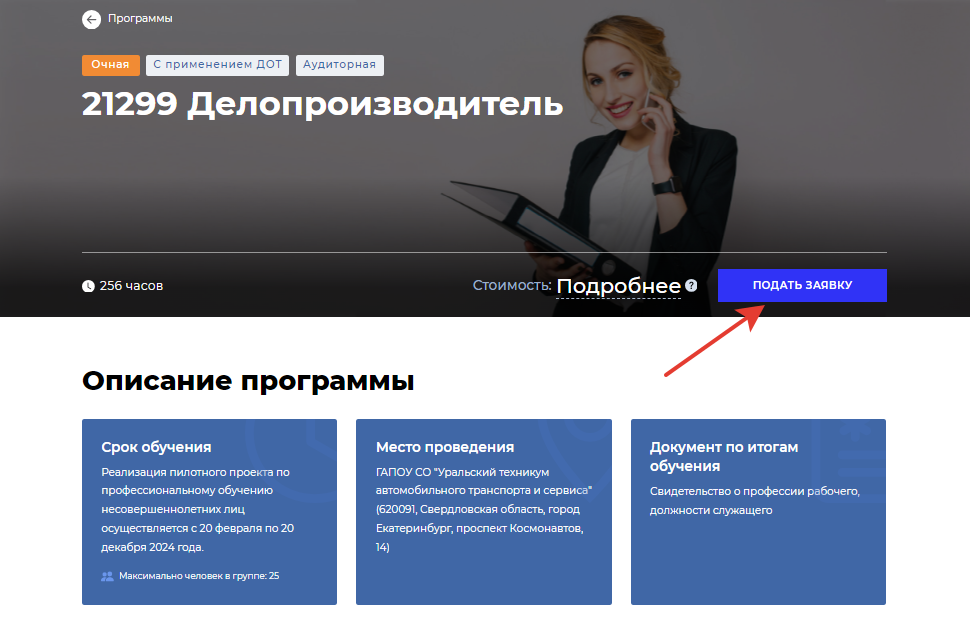 Программы
Очная
С применением ДОТ
Аудиторная
21299 Делопроизводитель
256 часов
Стоимость: Подробнее ?
ПОДАТЬ ЗАЯВКУ
Описание программы
Срок обучения
Реализация пилотного проекта по
профессиональному обучению
несовершеннолетних лиц
осуществляется с 20 февраля по 20
декабря 2024 года.
Максимально человек в группе: 25
Место проведения
ГАПОУ СО "Уральский техникум
автомобильного транспорта и сервиса"
(620091, Свердловская область, город
Екатеринбург, проспект Космонавтов,
14)
Документ по итогам
обучения
Свидетельство о профессии рабочего,
должности служащего